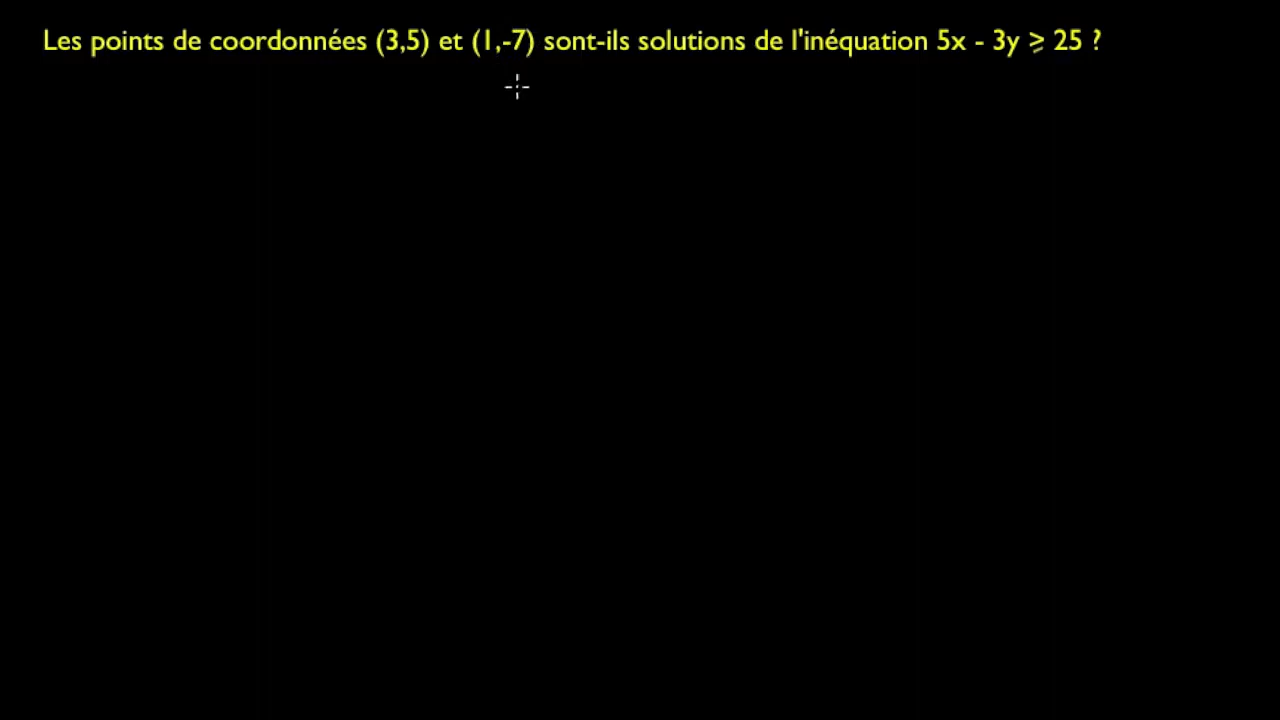 Les points de coordonnées (3,5) et (1,-7) sont-ils solutions de l'inéquation 5x - 3y ⩾ 25 ?